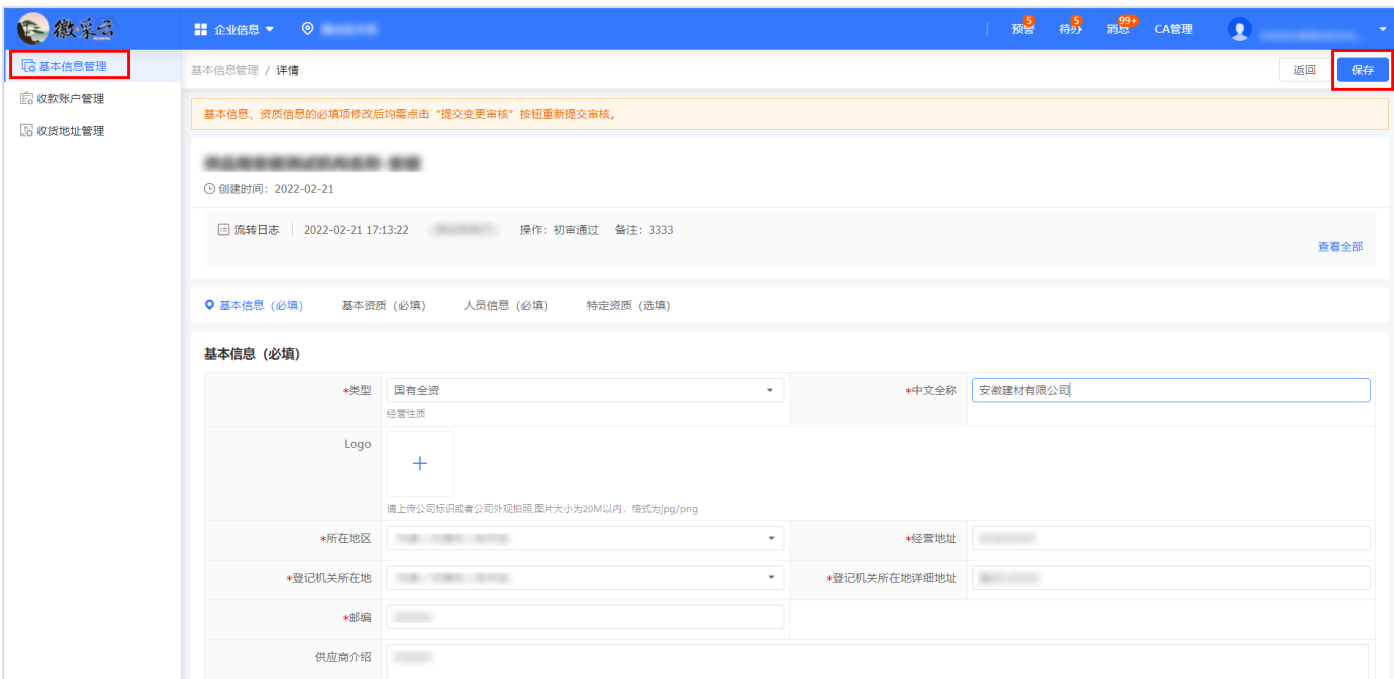 徽采云
企业信息
预警 5 待办 5 消息 99+ CA管理
基本信息管理
收款账户管理
收货地址管理
基本信息管理 / 详情
返回 保存
基本信息、资质信息的必填项修改后均需点击“提交变更审核”按钮重新提交审核。
创建时间：2022-02-21
流转日志 2022-02-21 17:13:22 操作：初审通过 备注：3333
查看全部
基本信息（必填） 基本资质（必填） 人员信息（必填） 特定资质（选填）
基本信息（必填）
*类型 国有全资 *中文全称 安徽建材有限公司
经营性质
Logo
请上传公司标识或者公司外观拍照,图片大小为20M以内，格式为jpg/png
*所在地区 *经营地址
*登记机关所在地 *登记机关所在地详细地址
*邮编
供应商介绍